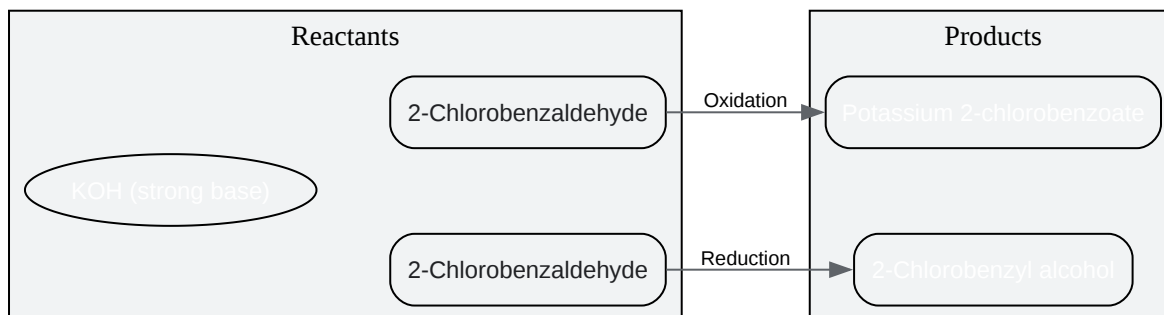 Reactants
Products
2-Chlorobenzaldehyde
Oxidation
Potassium 2-chlorobenzoate
KOH (strong base)
2-Chlorobenzaldehyde
Reduction
2-Chlorobenzyl alcohol